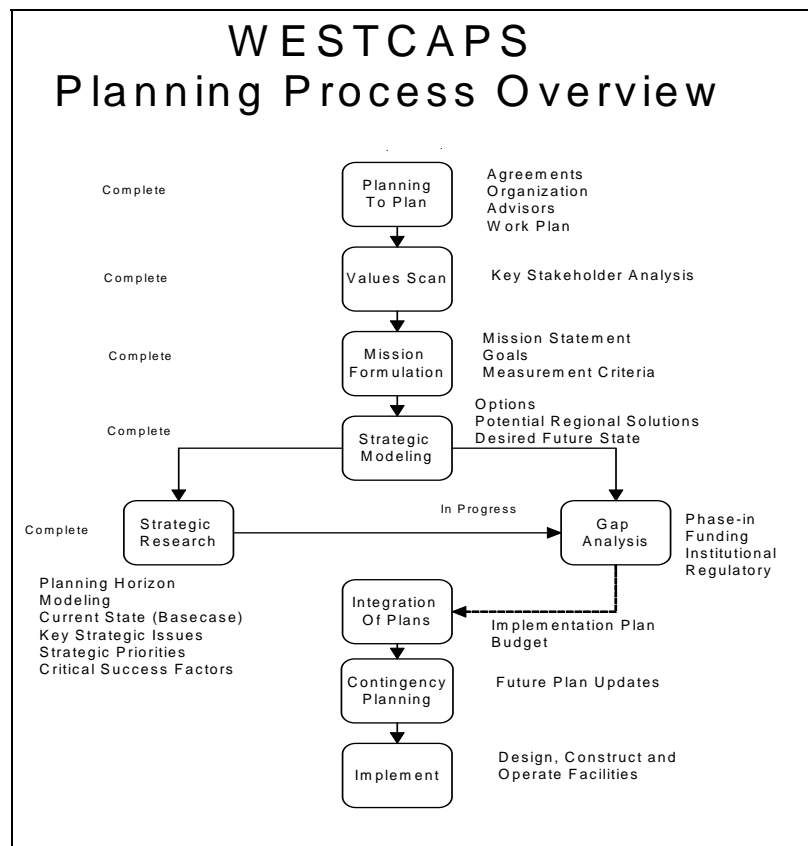 WESTCAPS
Planning Process Overview
Complete
Planning
To Plan
Agreements
Organization
Advisors
Work Plan
Complete
Values Scan
Key Stakeholder Analysis
Complete
Mission
Formulation
Mission Statement
Goals
Measurement Criteria
Complete
Strategic
Modeling
Options
Potential Regional Solutions
Desired Future State
Complete
Strategic
Research
In Progress
Gap
Analysis
Phase-in
Funding
Institutional
Regulatory
Planning Horizon
Modeling
Current State (Basecase)
Key Strategic Issues
Strategic Priorities
Critical Success Factors
Integration
Of Plans
Implementation Plan
Budget
Contingency
Planning
Future Plan Updates
Implement
Design, Construct and
Operate Facilities